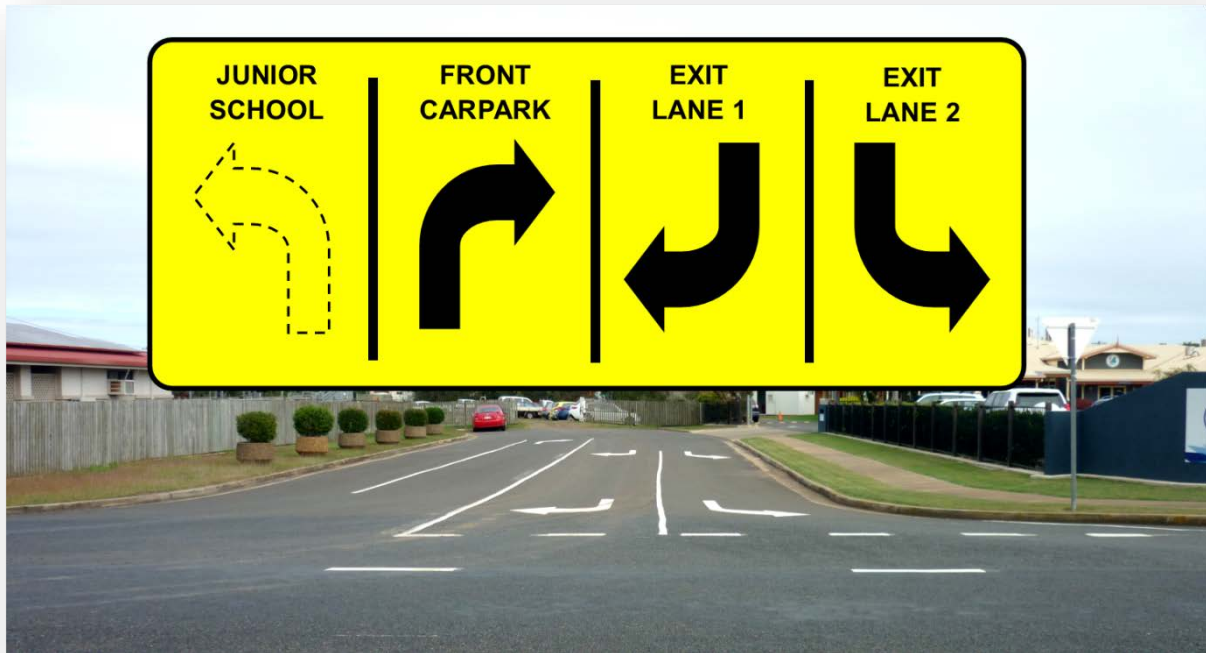 JUNIOR
SCHOOL
FRONT
CARPARK
EXIT
LANE 1
EXIT
LANE 2